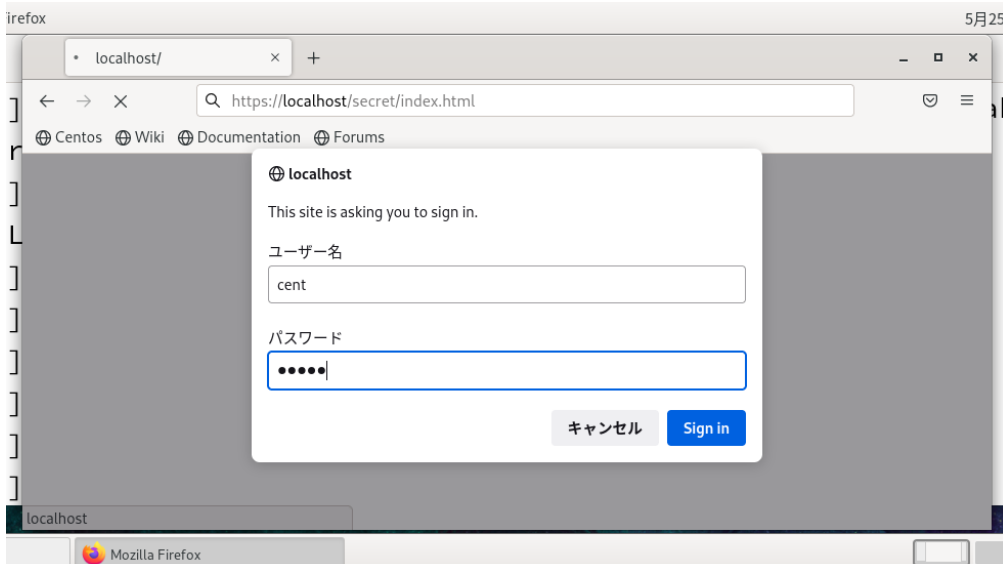 irefox 5月25
localhost/
https://localhost/secret/index.html
Centos Wiki Documentation Forums
localhost
This site is asking you to sign in.
ユーザー名
cent
パスワード
キャンセル Sign in
localhost
Mozilla Firefox